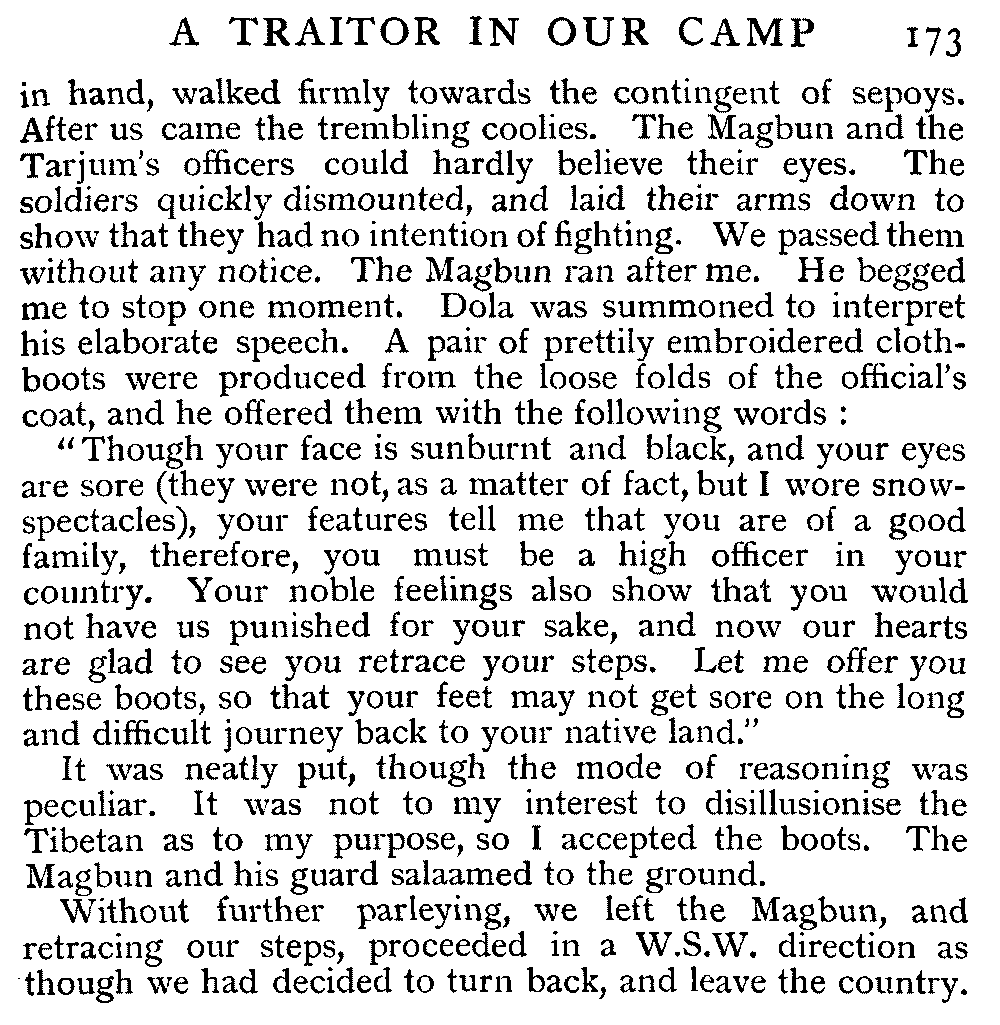 A TRAITOR IN OUR CAMP 173
in hand, walked firmly towards the contingent of sepoys.
After us came the trembling coolies. The Magbun and the
Tarjum's officers could hardly believe their eyes. The
soldiers quickly dismounted, and laid their arms down to
show that they had no intention of fighting. We passed them
without any notice. The Magbun ran after me. He begged
me to stop one moment. Dola was summoned to interpret
his elaborate speech. A pair of prettily embroidered cloth-
boots were produced from the loose folds of the official's
coat, and he offered them with the following words :
"Though your face is sunburnt and black, and your eyes
are sore (they were not, as a matter of fact, but I wore snow-
spectacles), your features tell me that you are of a good
family, therefore, you must be a high officer in your
country. Your noble feelings also show that you would
not have us punished for your sake, and now our hearts
are glad to see you retrace your steps. Let me offer you
these boots, so that your feet may not get sore on the long
and difficult journey back to your native land."
It was neatly put, though the mode of reasoning was
peculiar. It was not to my interest to disillusionise the
Tibetan as to my purpose, so I accepted the boots. The
Magbun and his guard salaamed to the ground.
Without further parleying, we left the Magbun, and
retracing our steps, proceeded in a W.S.W. direction as
though we had decided to turn back, and leave the country.